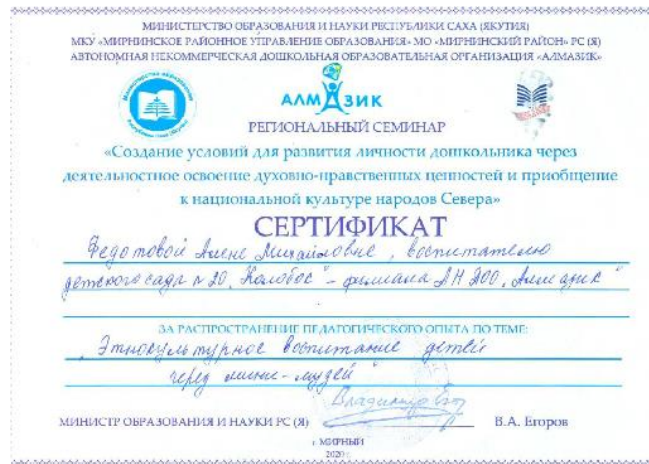 МИНИСТЕРСТВО ОБРАЗОВАНИЯ И НАУКИ РЕСПУБЛИКИ САХА (ЯКУТИЯ)
МКУ «МИРНИНСКОЕ РАЙОННОЕ УПРАВЛЕНИЕ ОБРАЗОВАНИЯ» МО «МИРНИНСКИЙ РАЙОН» РС (Я)
АВТОНОМНАЯ НЕКОММЕРЧЕСКАЯ ДОШКОЛЬНАЯ ОБРАЗОВАТЕЛЬНАЯ ОРГАНИЗАЦИЯ «АЛМАЗИК»
АЛМАЗИК
РЕГИОНАЛЬНЫЙ СЕМИНАР
«Создание условий для развития личности дошкольника через
деятельностное освоение духовно-нравственных ценностей и приобщение
к национальной культуре народов Севера»
СЕРТИФИКАТ
Федотовой Алене Михайловне, воспитателю
детского сада № 20 „Колобок" – филиала АН ДОО „Алмазик"
ЗА РАСПРОСТРАНЕНИЕ ПЕДАГОГИЧЕСКОГО ОПЫТА ПО ТЕМЕ:
„Этнокультурное воспитание детей
через мини-музей"
МИНИСТР ОБРАЗОВАНИЯ И НАУКИ РС (Я) В.А. Егоров
г. МИРНЫЙ
2020 г.